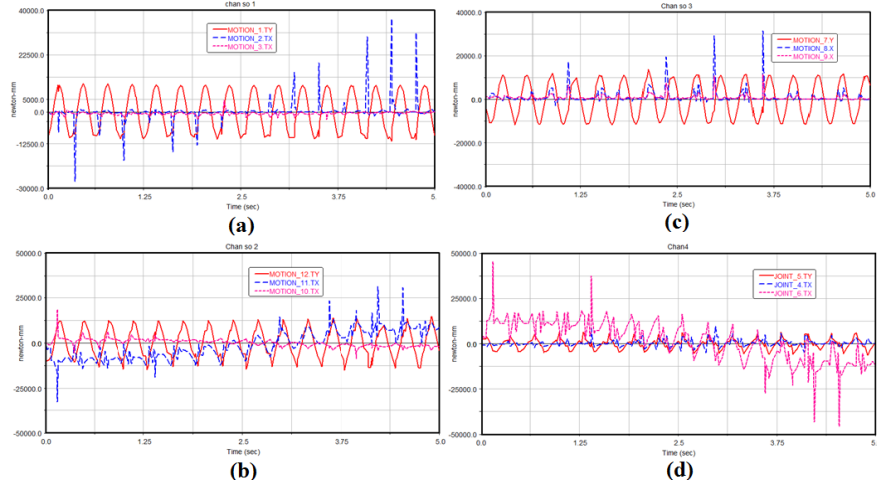 chan so 1
40000.0
22500.0
5000.0
0.0
-12500.0
-30000.0
newton-mm
MOTION_1.TY
MOTION_2.TX
MOTION_3.TX
0.0 1.25 2.5 3.75 5.0
Time (sec)
(a)
Chan so 3
40000.0
20000.0
0.0
-20000.0
-40000.0
newton-mm
MOTION_7.Y
MOTION_8.X
MOTION_9.X
0.0 1.25 2.5 3.75 5.0
Time (sec)
(c)
Chan so 2
50000.0
25000.0
0.0
-25000.0
-50000.0
newton-mm
MOTION_12.TY
MOTION_11.TX
MOTION_10.TX
0.0 1.25 2.5 3.75 5.0
Time (sec)
(b)
Chan4
50000.0
25000.0
0.0
-25000.0
-50000.0
newton-mm
JOINT_5.TY
JOINT_4.TX
JOINT_6.TX
0.0 1.25 2.5 3.75 5.0
Time (sec)
(d)